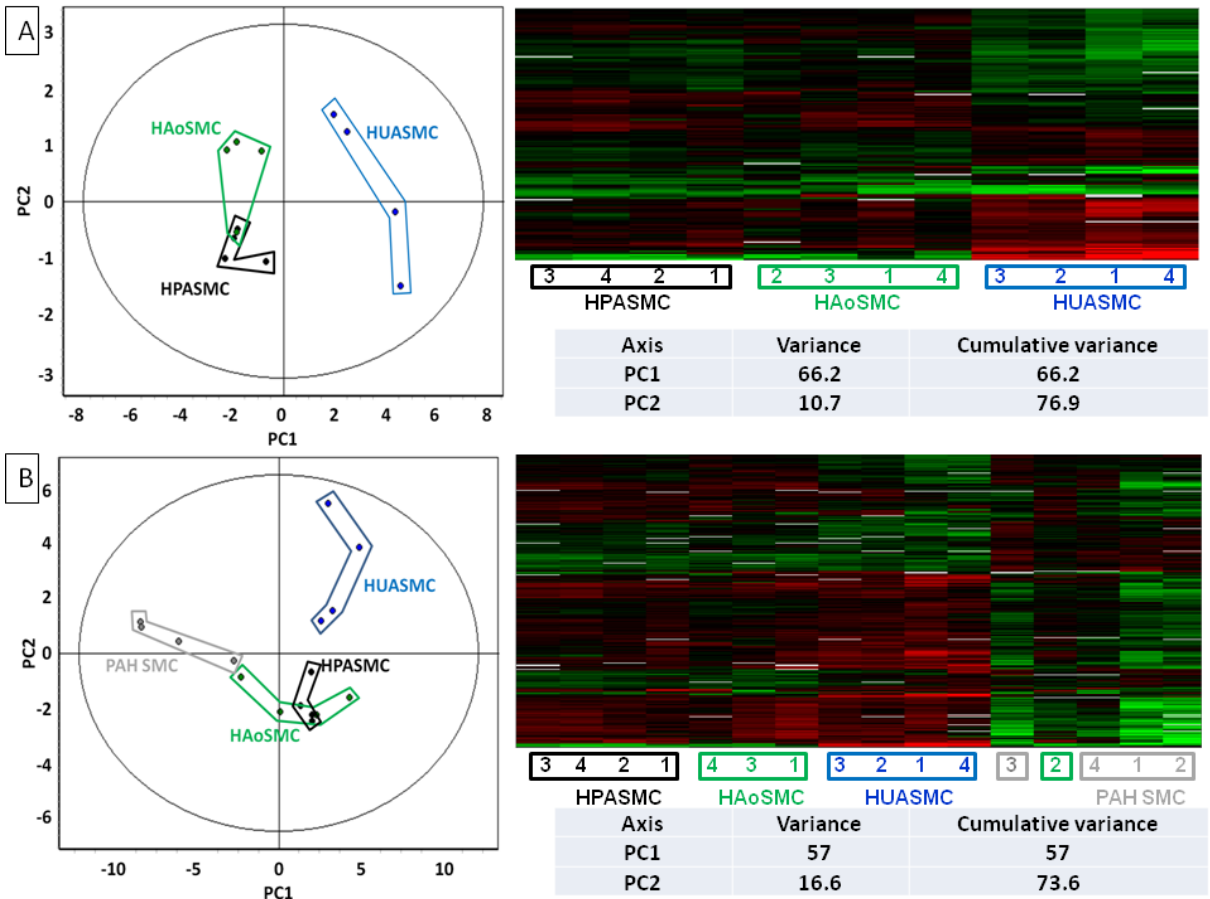 A
3
2
1
0
-1
-2
-3
PC2
HAoSMC
HUASMC
HPASMC
-8 -6 -4 -2 0 2 4 6 8
PC1
3 4 2 1 2 3 1 4 3 2 1 4
HPASMC HAoSMC HUASMC
Axis Variance Cumulative variance
PC1 66.2 66.2
PC2 10.7 76.9
B
6
4
2
0
-2
-4
-6
PC2
HUASMC
PAH SMC
HPASMC
HAoSMC
-10 -5 0 5 10
PC1
3 4 2 1 4 3 1 3 2 1 4 3 2 4 1 2
HPASMC HAoSMC HUASMC PAH SMC
Axis Variance Cumulative variance
PC1 57 57
PC2 16.6 73.6